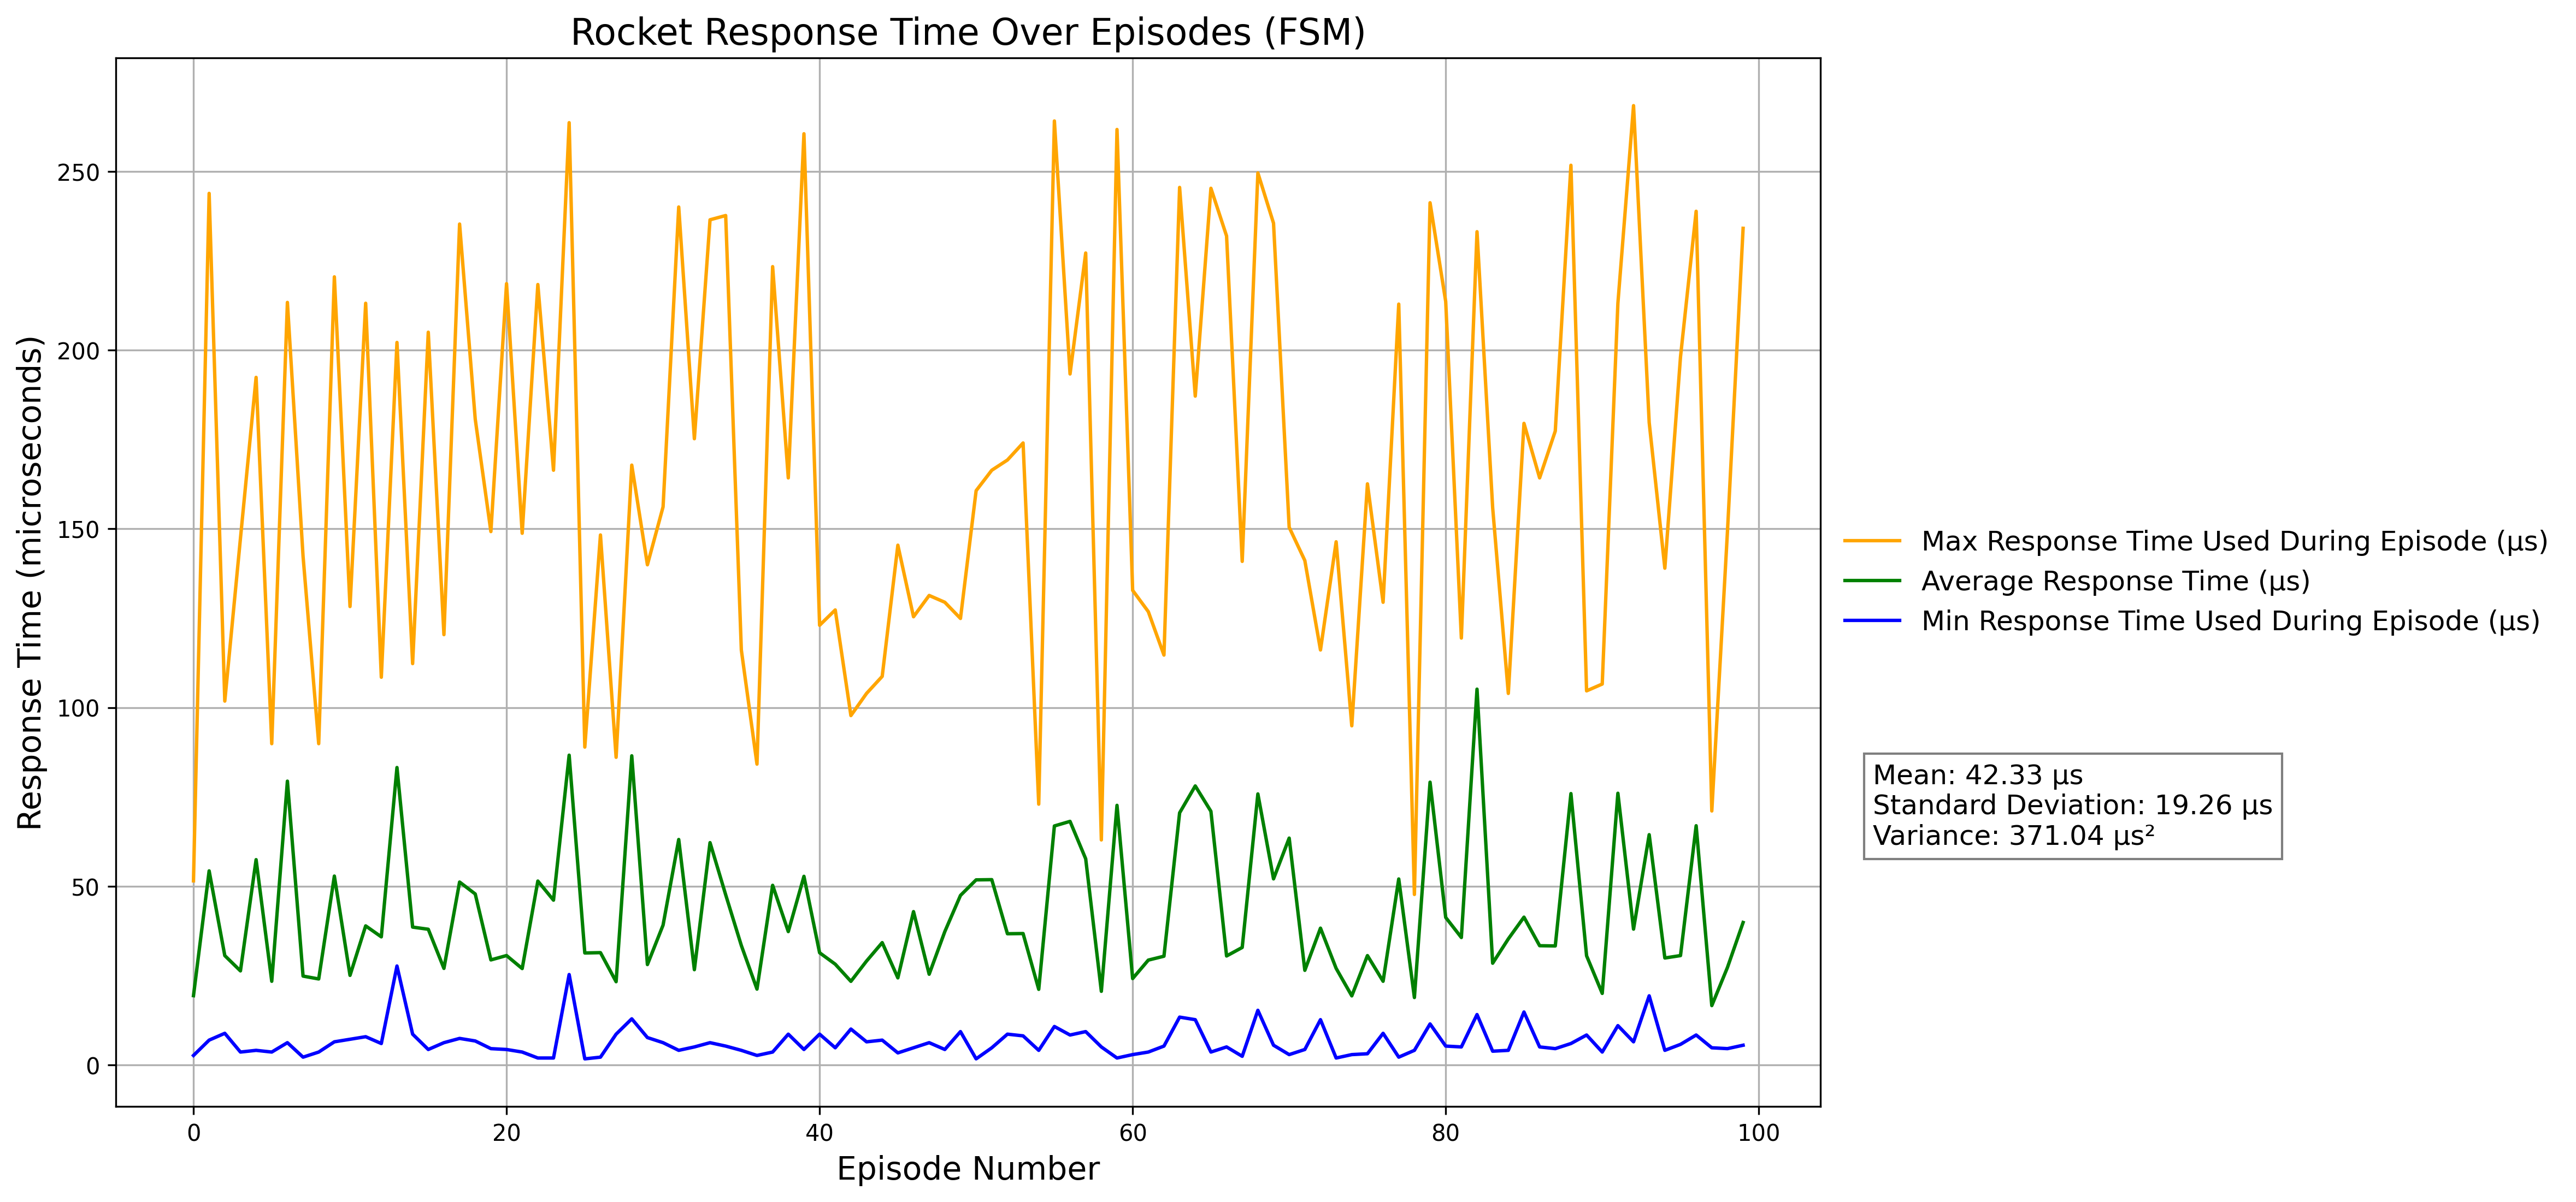 Rocket Response Time Over Episodes (FSM)
Response Time (microseconds)
250
200
150
100
50
0
0 20 40 60 80 100
Episode Number
Max Response Time Used During Episode (µs)
Average Response Time (µs)
Min Response Time Used During Episode (µs)
Mean: 42.33 µs
Standard Deviation: 19.26 µs
Variance: 371.04 µs²